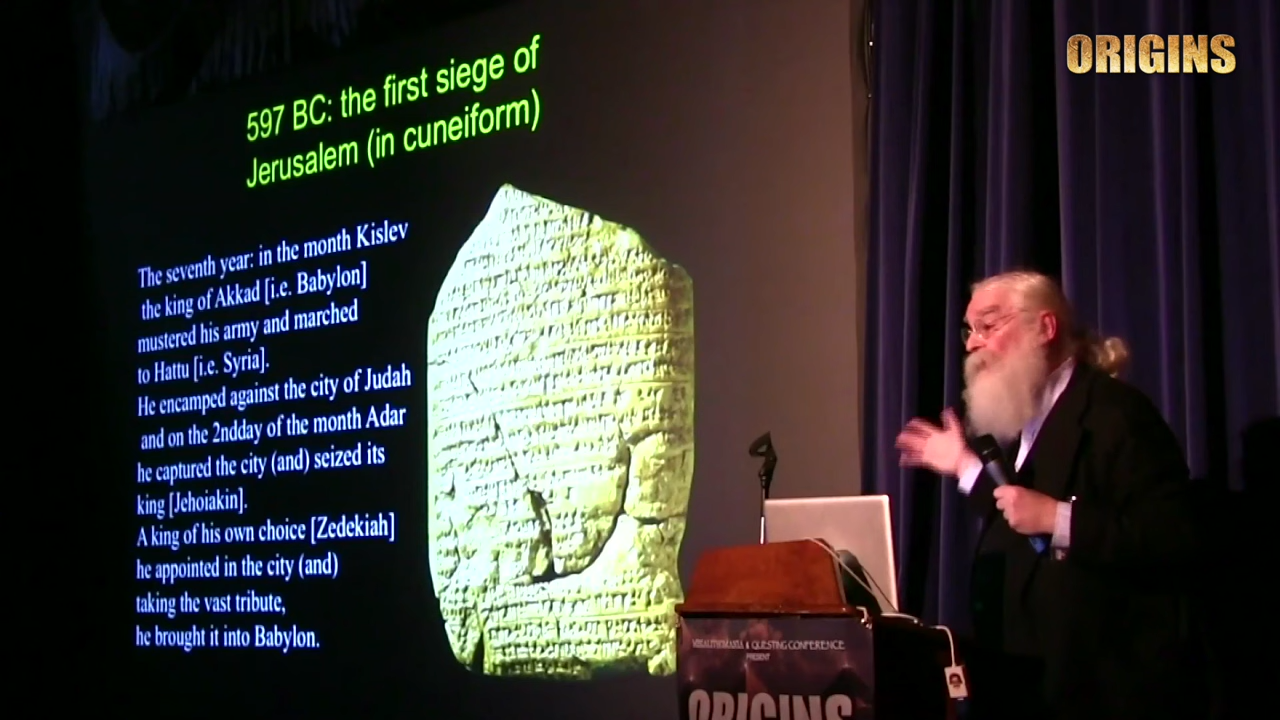 ORIGINS
597 BC: the first siege of
Jerusalem (in cuneiform)
The seventh year: in the month Kislev
the king of Akkad [i.e. Babylon]
mustered his army and marched
to Hattu [i.e. Syria].
He encamped against the city of Judah
and on the 2ndday of the month Adar
he captured the city (and) seized its
king [Jehoiakin].
A king of his own choice [Zedekiah]
he appointed in the city (and)
taking the vast tribute,
he brought it into Babylon.
MEGALITHOMANIA & QUESTING CONFERENCE
PRESENT
ORIGINS